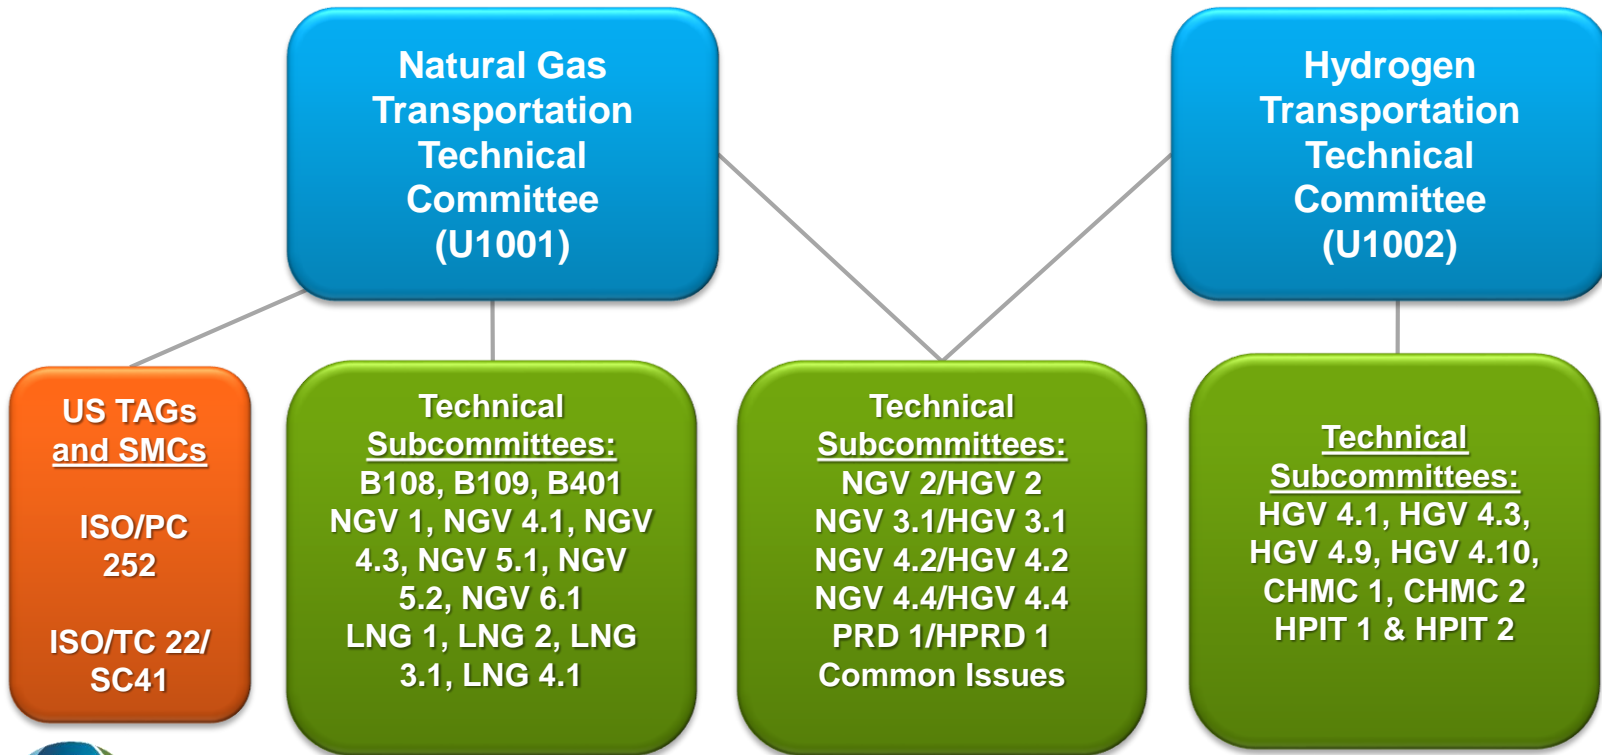 Natural Gas
Transportation
Technical
Committee
(U1001)
Hydrogen
Transportation
Technical
Committee
(U1002)
US TAGs
and SMCs
ISO/PC
252
ISO/TC 22/
SC41
Technical
Subcommittees:
B108, B109, B401
NGV 1, NGV 4.1, NGV
4.3, NGV 5.1, NGV
5.2, NGV 6.1
LNG 1, LNG 2, LNG
3.1, LNG 4.1
Technical
Subcommittees:
NGV 2/HGV 2
NGV 3.1/HGV 3.1
NGV 4.2/HGV 4.2
NGV 4.4/HGV 4.4
PRD 1/HPRD 1
Common Issues
Technical
Subcommittees:
HGV 4.1, HGV 4.3,
HGV 4.9, HGV 4.10,
CHMC 1, CHMC 2
HPIT 1 & HPIT 2